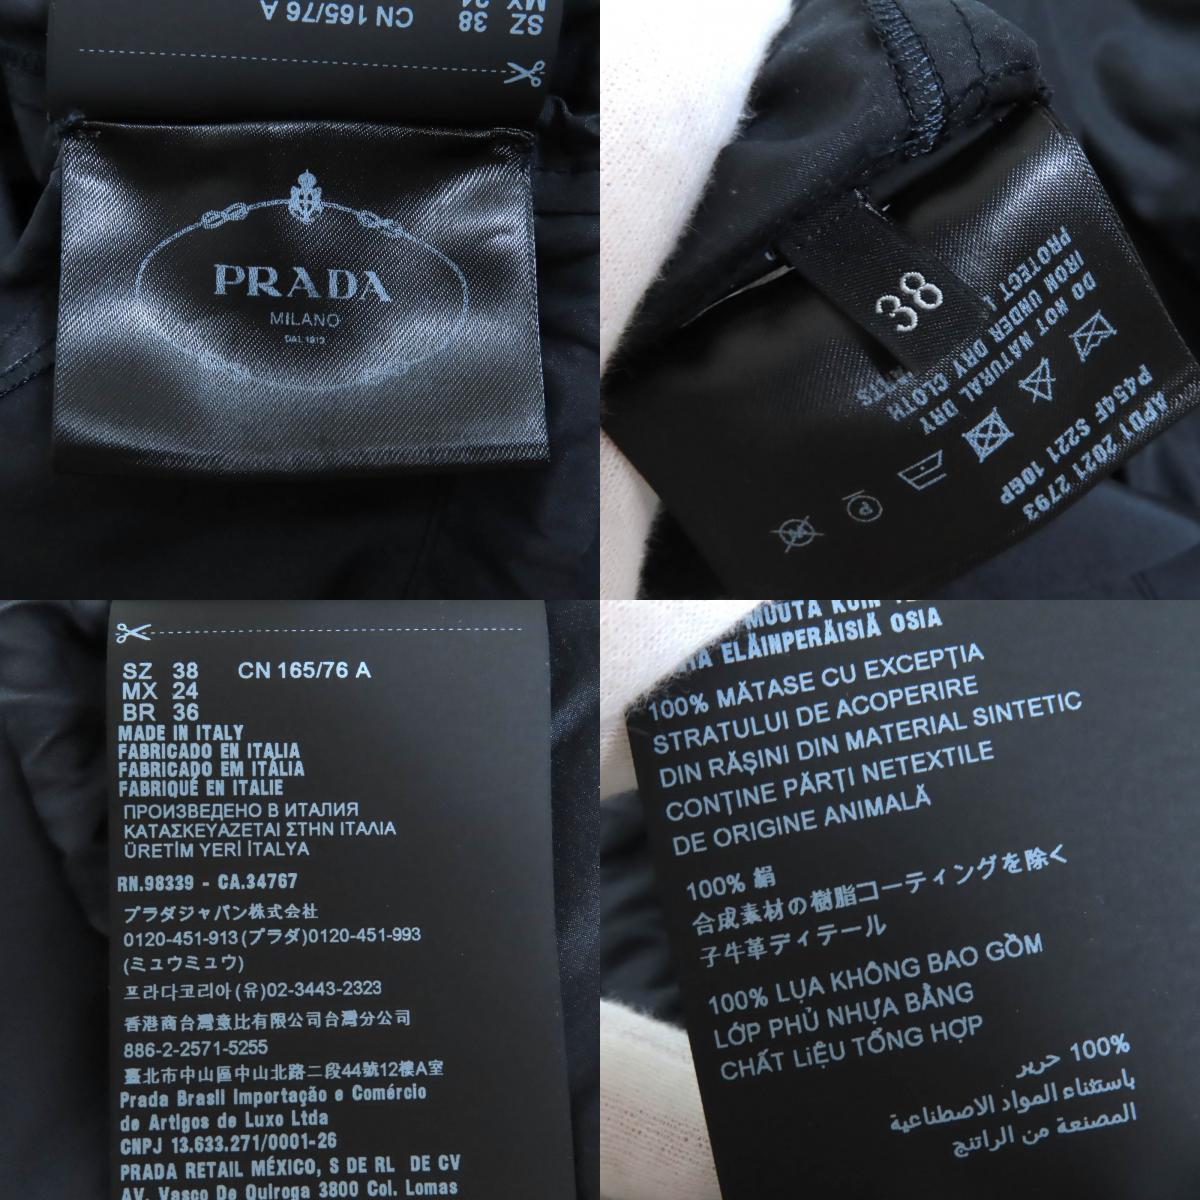 SZ 38
MX 24
CN 165/76 A
PRADA
MILANO
DAL 1913
38
PROTECT
IRON UNDER DRY CLOTH
DO NOT NATURAL DRY
P454F S221 10GP
AP01 2021 2793
SZ 38 CN 165/76 A
MX 24
BR 36
MADE IN ITALY
FABRICADO EN ITALIA
FABRICADO EM ITÁLIA
FABRIQUÉ EN ITALIE
ПРОИЗВЕДЕНО В ИТАЛИЯ
ΚΑΤΑΣΚΕΥΑΖΕΤΑΙ ΣΤΗΝ ΙΤΑΛΙΑ
ÜRETİM YERİ İTALYA
RN.98339 - CA.34767
プラダジャパン株式会社
0120-451-913(プラダ)0120-451-993
(ミュウミュウ)
프라다코리아(유)02-3443-2323
香港商台灣意比有限公司台灣分公司
886-2-2571-5255
臺北市中山區中山北路二段44號12樓A室
Prada Brasil Importação e Comércio
de Artigos de Luxo Ltda
CNPJ 13.633.271/0001-26
PRADA RETAIL MÉXICO, S DE RL DE CV
AV. Vasco De Quiroga 3800 Col. Lomas
MUUTA KUIN
ELÄINPERÄISIÄ OSIA
100% MĂTASE CU EXCEPȚIA
STRATULUI DE ACOPERIRE
DIN RĂȘINI DIN MATERIAL SINTETIC
CONȚINE PĂRȚI NETEXTILE
DE ORIGINE ANIMALĂ
100% 絹
合成素材の樹脂コーティングを除く
子牛革ディテール
100% LỤA KHÔNG BAO GỒM
LỚP PHỦ NHỰA BẰNG
CHẤT LIỆU TỔNG HỢP
100% حرير
باستثناء المواد الاصطناعية
المصنعة من الراتنج